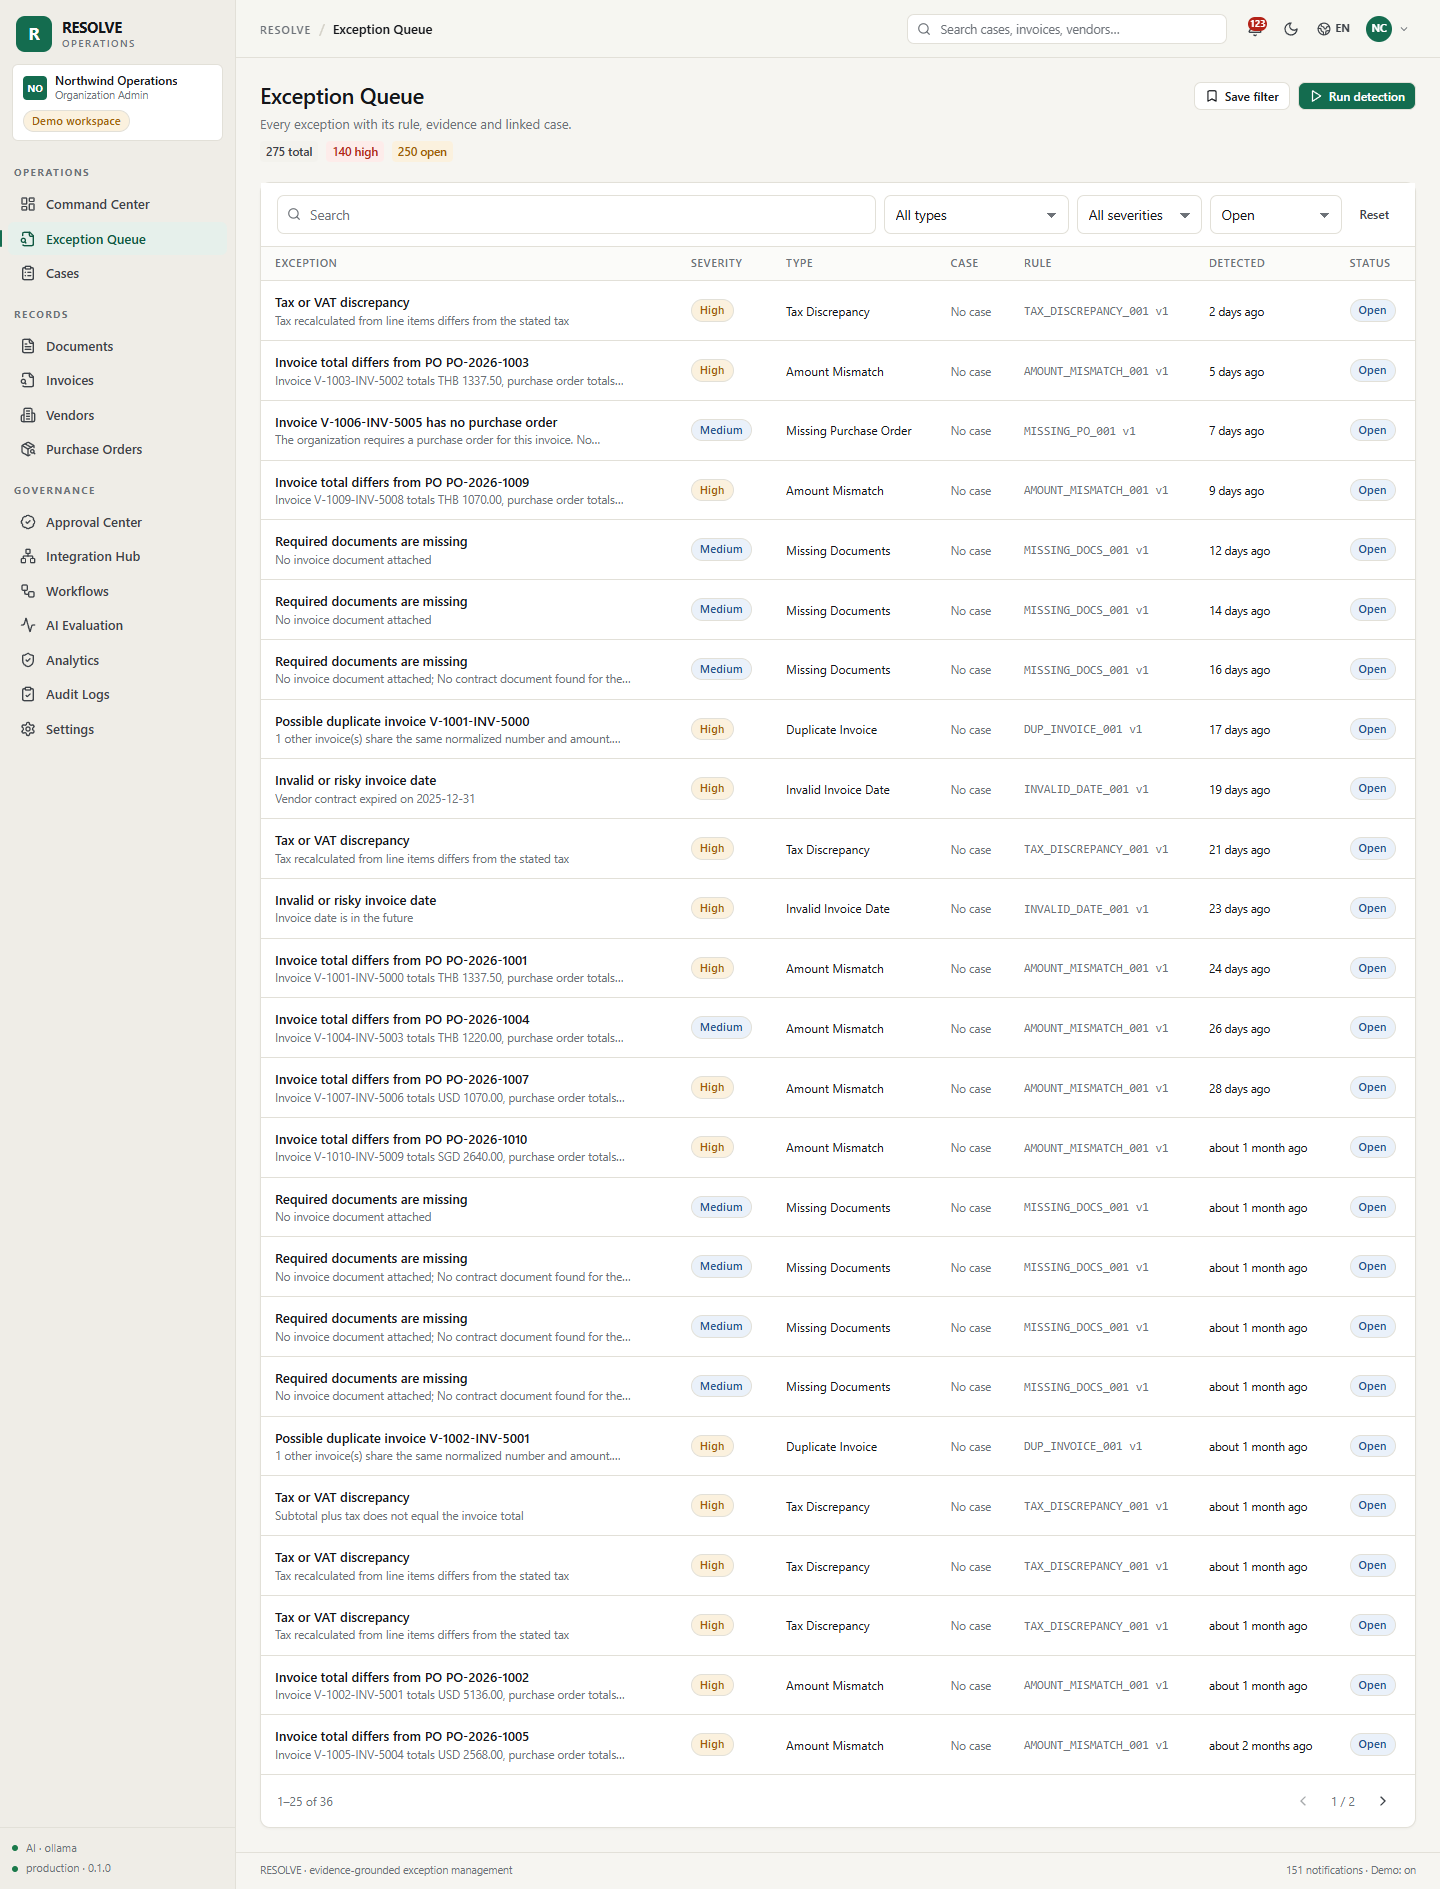 R
RESOLVE
OPERATIONS
NO
Northwind Operations
Organization Admin
Demo workspace
OPERATIONS
Command Center
Exception Queue
Cases
RECORDS
Documents
Invoices
Vendors
Purchase Orders
GOVERNANCE
Approval Center
Integration Hub
Workflows
AI Evaluation
Analytics
Audit Logs
Settings
AI · ollama
production · 0.1.0
RESOLVE / Exception Queue
Search cases, invoices, vendors...
123
EN
NC
Exception Queue
Every exception with its rule, evidence and linked case.
275 total 140 high 250 open
Save filter
Run detection
Search
All types
All severities
Open
Reset
EXCEPTION SEVERITY TYPE CASE RULE DETECTED STATUS
Tax or VAT discrepancy
Tax recalculated from line items differs from the stated tax
High Tax Discrepancy No case TAX_DISCREPANCY_001 v1 2 days ago Open
Invoice total differs from PO PO-2026-1003
Invoice V-1003-INV-5002 totals THB 1337.50, purchase order totals...
High Amount Mismatch No case AMOUNT_MISMATCH_001 v1 5 days ago Open
Invoice V-1006-INV-5005 has no purchase order
The organization requires a purchase order for this invoice. No...
Medium Missing Purchase Order No case MISSING_PO_001 v1 7 days ago Open
Invoice total differs from PO PO-2026-1009
Invoice V-1009-INV-5008 totals THB 1070.00, purchase order totals...
High Amount Mismatch No case AMOUNT_MISMATCH_001 v1 9 days ago Open
Required documents are missing
No invoice document attached
Medium Missing Documents No case MISSING_DOCS_001 v1 12 days ago Open
Required documents are missing
No invoice document attached
Medium Missing Documents No case MISSING_DOCS_001 v1 14 days ago Open
Required documents are missing
No invoice document attached; No contract document found for the...
Medium Missing Documents No case MISSING_DOCS_001 v1 16 days ago Open
Possible duplicate invoice V-1001-INV-5000
1 other invoice(s) share the same normalized number and amount....
High Duplicate Invoice No case DUP_INVOICE_001 v1 17 days ago Open
Invalid or risky invoice date
Vendor contract expired on 2025-12-31
High Invalid Invoice Date No case INVALID_DATE_001 v1 19 days ago Open
Tax or VAT discrepancy
Tax recalculated from line items differs from the stated tax
High Tax Discrepancy No case TAX_DISCREPANCY_001 v1 21 days ago Open
Invalid or risky invoice date
Invoice date is in the future
High Invalid Invoice Date No case INVALID_DATE_001 v1 23 days ago Open
Invoice total differs from PO PO-2026-1001
Invoice V-1001-INV-5000 totals THB 1337.50, purchase order totals...
High Amount Mismatch No case AMOUNT_MISMATCH_001 v1 24 days ago Open
Invoice total differs from PO PO-2026-1004
Invoice V-1004-INV-5003 totals THB 1220.00, purchase order totals...
Medium Amount Mismatch No case AMOUNT_MISMATCH_001 v1 26 days ago Open
Invoice total differs from PO PO-2026-1007
Invoice V-1007-INV-5006 totals USD 1070.00, purchase order totals...
High Amount Mismatch No case AMOUNT_MISMATCH_001 v1 28 days ago Open
Invoice total differs from PO PO-2026-1010
Invoice V-1010-INV-5009 totals SGD 2640.00, purchase order totals...
High Amount Mismatch No case AMOUNT_MISMATCH_001 v1 about 1 month ago Open
Required documents are missing
No invoice document attached
Medium Missing Documents No case MISSING_DOCS_001 v1 about 1 month ago Open
Required documents are missing
No invoice document attached; No contract document found for the...
Medium Missing Documents No case MISSING_DOCS_001 v1 about 1 month ago Open
Required documents are missing
No invoice document attached; No contract document found for the...
Medium Missing Documents No case MISSING_DOCS_001 v1 about 1 month ago Open
Required documents are missing
No invoice document attached; No contract document found for the...
Medium Missing Documents No case MISSING_DOCS_001 v1 about 1 month ago Open
Possible duplicate invoice V-1002-INV-5001
1 other invoice(s) share the same normalized number and amount....
High Duplicate Invoice No case DUP_INVOICE_001 v1 about 1 month ago Open
Tax or VAT discrepancy
Subtotal plus tax does not equal the invoice total
High Tax Discrepancy No case TAX_DISCREPANCY_001 v1 about 1 month ago Open
Tax or VAT discrepancy
Tax recalculated from line items differs from the stated tax
High Tax Discrepancy No case TAX_DISCREPANCY_001 v1 about 1 month ago Open
Tax or VAT discrepancy
Tax recalculated from line items differs from the stated tax
High Tax Discrepancy No case TAX_DISCREPANCY_001 v1 about 1 month ago Open
Invoice total differs from PO PO-2026-1002
Invoice V-1002-INV-5001 totals USD 5136.00, purchase order totals...
High Amount Mismatch No case AMOUNT_MISMATCH_001 v1 about 1 month ago Open
Invoice total differs from PO PO-2026-1005
Invoice V-1005-INV-5004 totals USD 2568.00, purchase order totals...
High Amount Mismatch No case AMOUNT_MISMATCH_001 v1 about 2 months ago Open
1–25 of 36
1 / 2
RESOLVE · evidence-grounded exception management
151 notifications · Demo: on